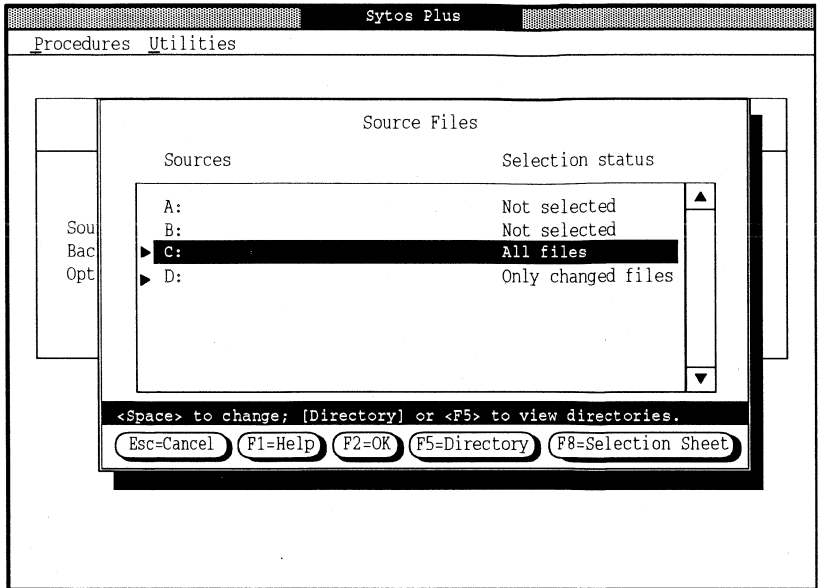 Sytos Plus
Procedures Utilities
Source Files
Sources Selection status
A: Not selected
Sou B: Not selected
Bac C: All files
Opt D: Only changed files
<Space> to change; [Directory] or <F5> to view directories.
Esc=Cancel F1=Help F2=OK F5=Directory F8=Selection Sheet